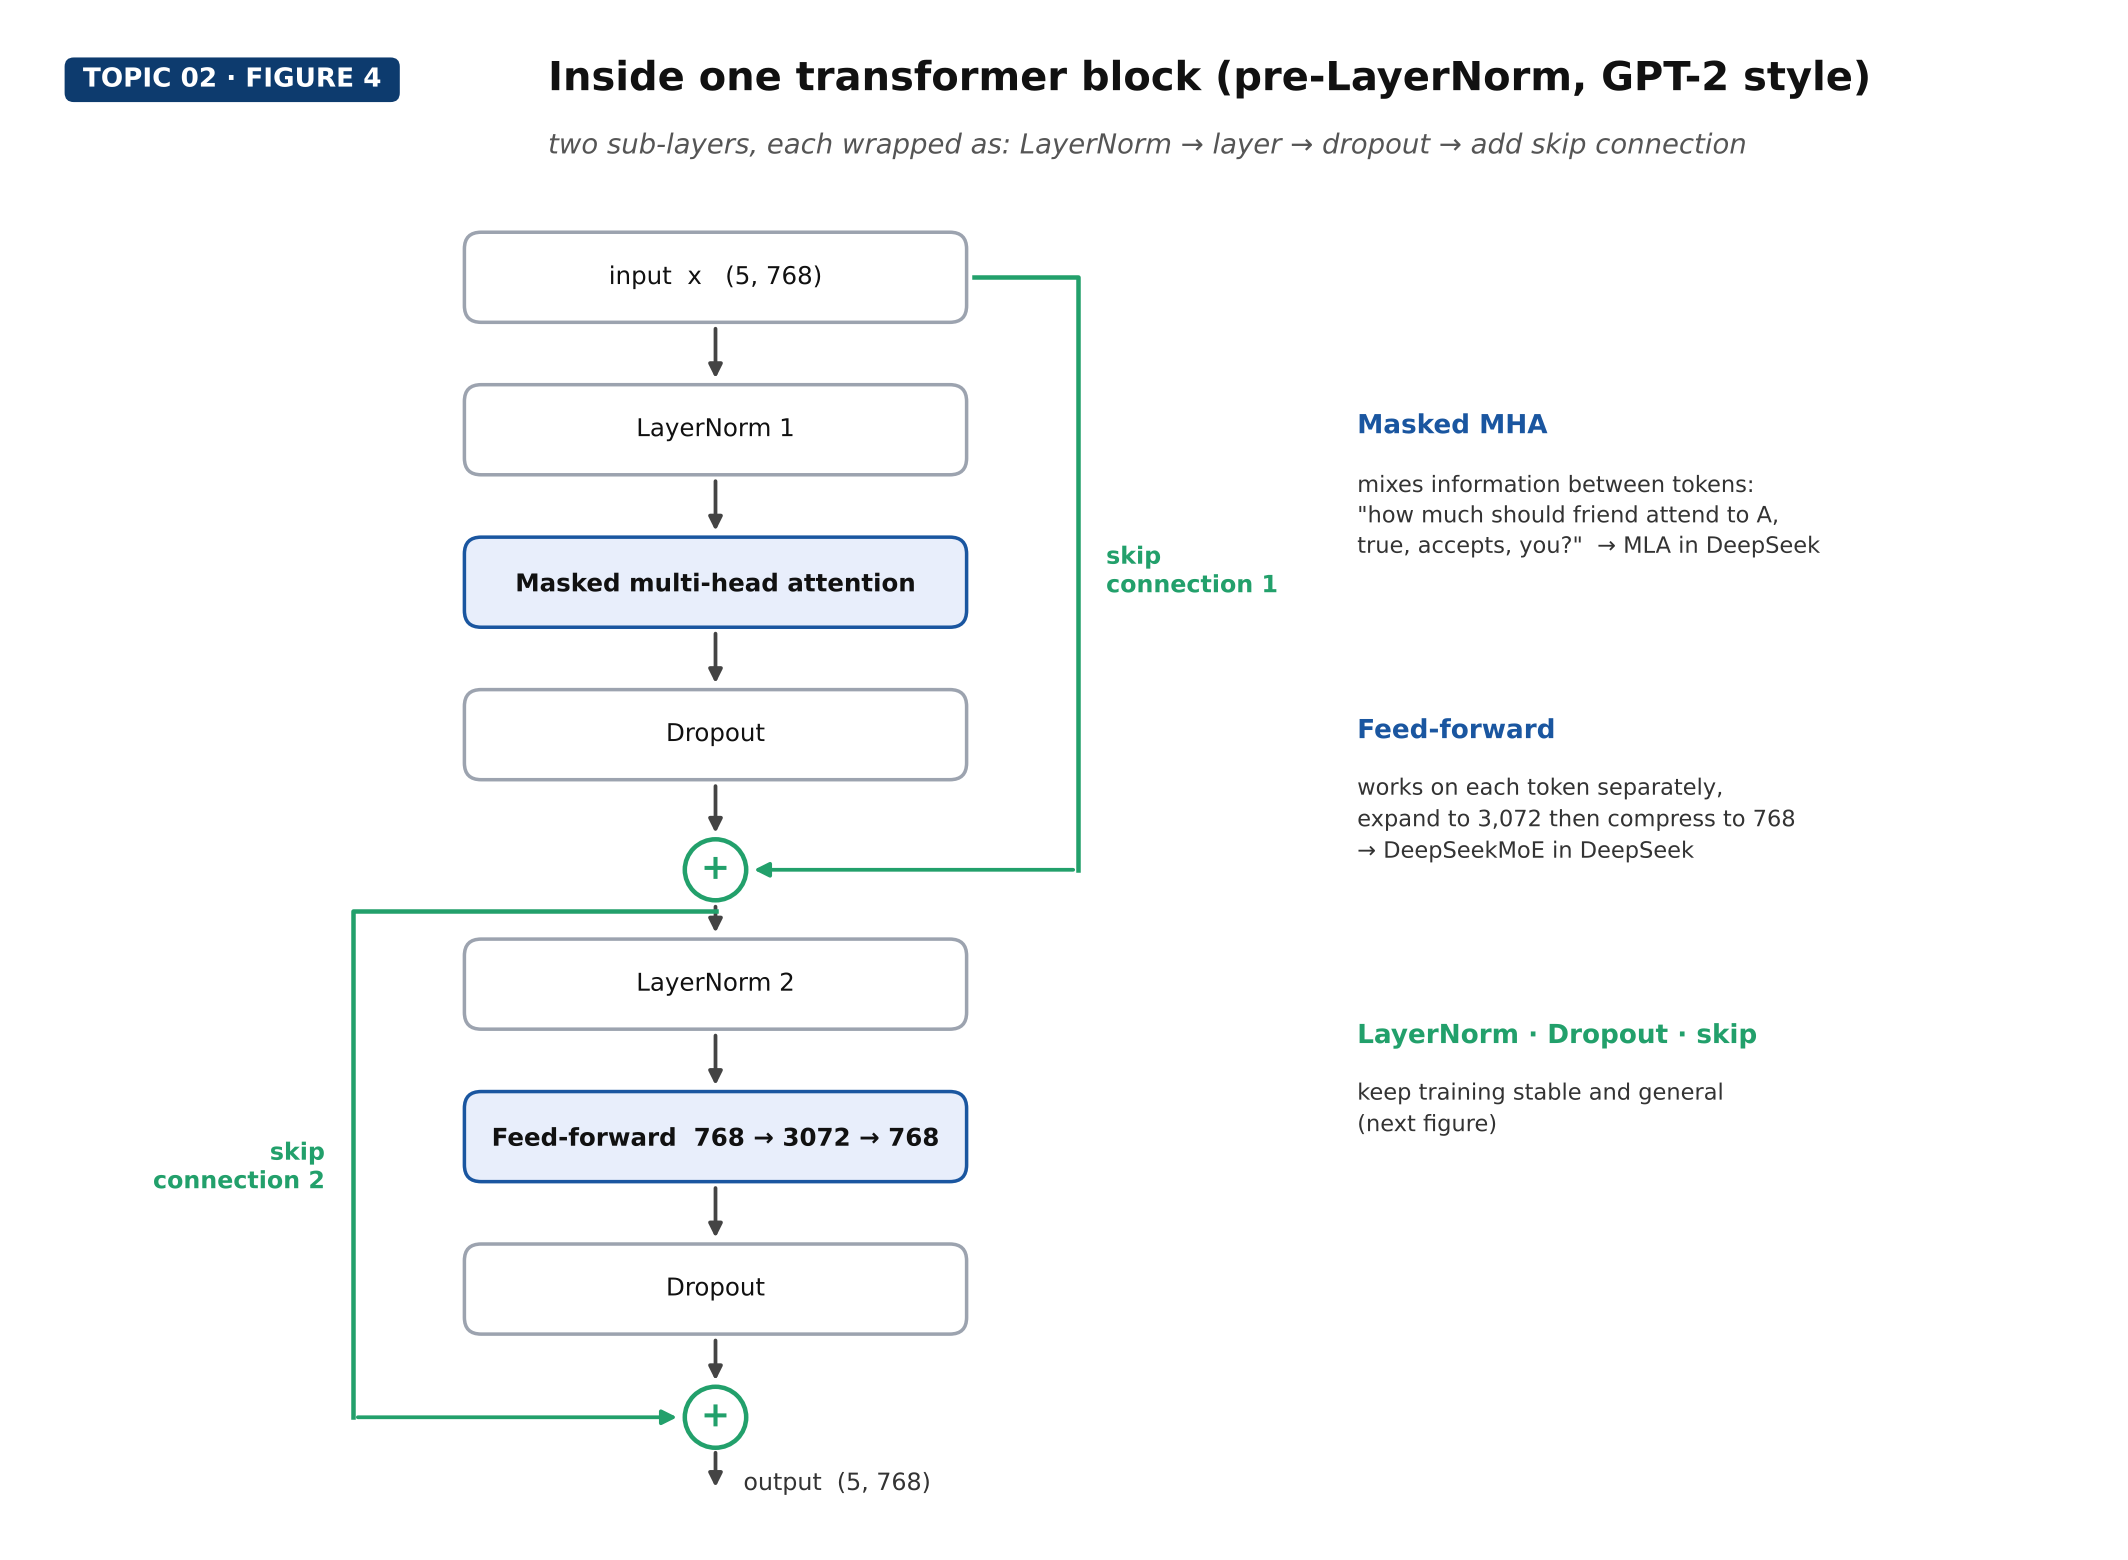 TOPIC 02 · FIGURE 4
Inside one transformer block (pre-LayerNorm, GPT-2 style)
two sub-layers, each wrapped as: LayerNorm → layer → dropout → add skip connection
input x (5, 768)
LayerNorm 1
Masked multi-head attention
Dropout
+
skip
connection 1
LayerNorm 2
Feed-forward 768 → 3072 → 768
Dropout
+
skip
connection 2
output (5, 768)
Masked MHA
mixes information between tokens:
"how much should friend attend to A,
true, accepts, you?" → MLA in DeepSeek
Feed-forward
works on each token separately,
expand to 3,072 then compress to 768
→ DeepSeekMoE in DeepSeek
LayerNorm · Dropout · skip
keep training stable and general
(next figure)